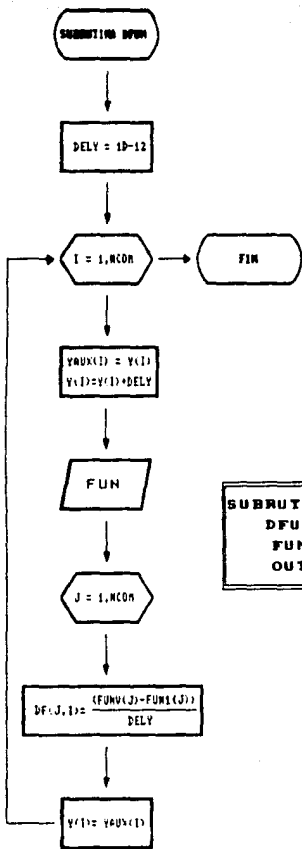 SUBRUTINA DFUN
DELY = 1D-12
I = 1,NCOM
FIN
YAUX(I) = Y(I)
Y(I)=Y(I)+DELY
FUN
SUBRUT
DFU
FUN
OUT
J = 1,NCOM
DF(J,I)= (FUNV(J)-FUN1(J))
DELY
Y(I)= YAUX(I)